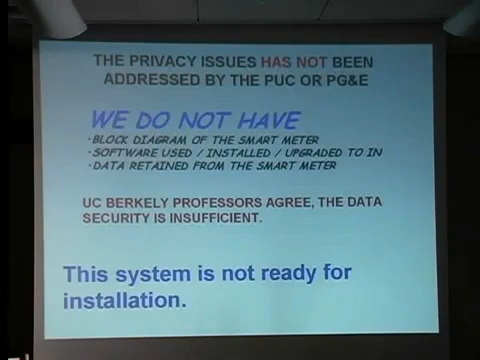 THE PRIVACY ISSUES HAS NOT BEEN
ADDRESSED BY THE PUC OR PG&E
WE DO NOT HAVE
·BLOCK DIAGRAM OF THE SMART METER
·SOFTWARE USED / INSTALLED / UPGRADED TO IN
·DATA RETAINED FROM THE SMART METER
UC BERKELY PROFESSORS AGREE, THE DATA
SECURITY IS INSUFFICIENT.
This system is not ready for
installation.